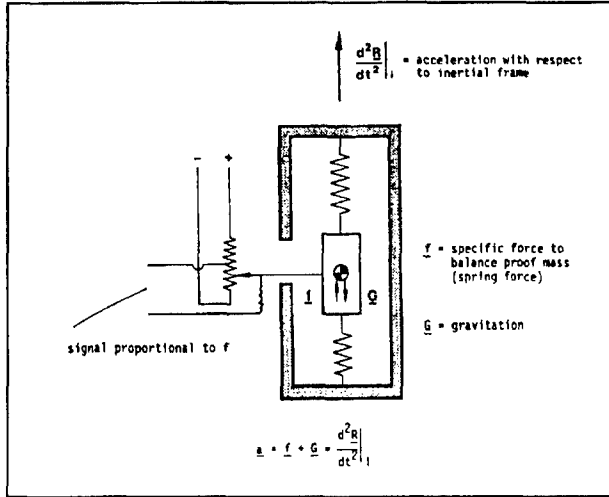 d²R/dt²|i = acceleration with respect
to inertial frame
- +
f = specific force to
balance proof mass
(spring force)
f G
G = gravitation
signal proportional to f
a = f + G = d²R/dt²|i